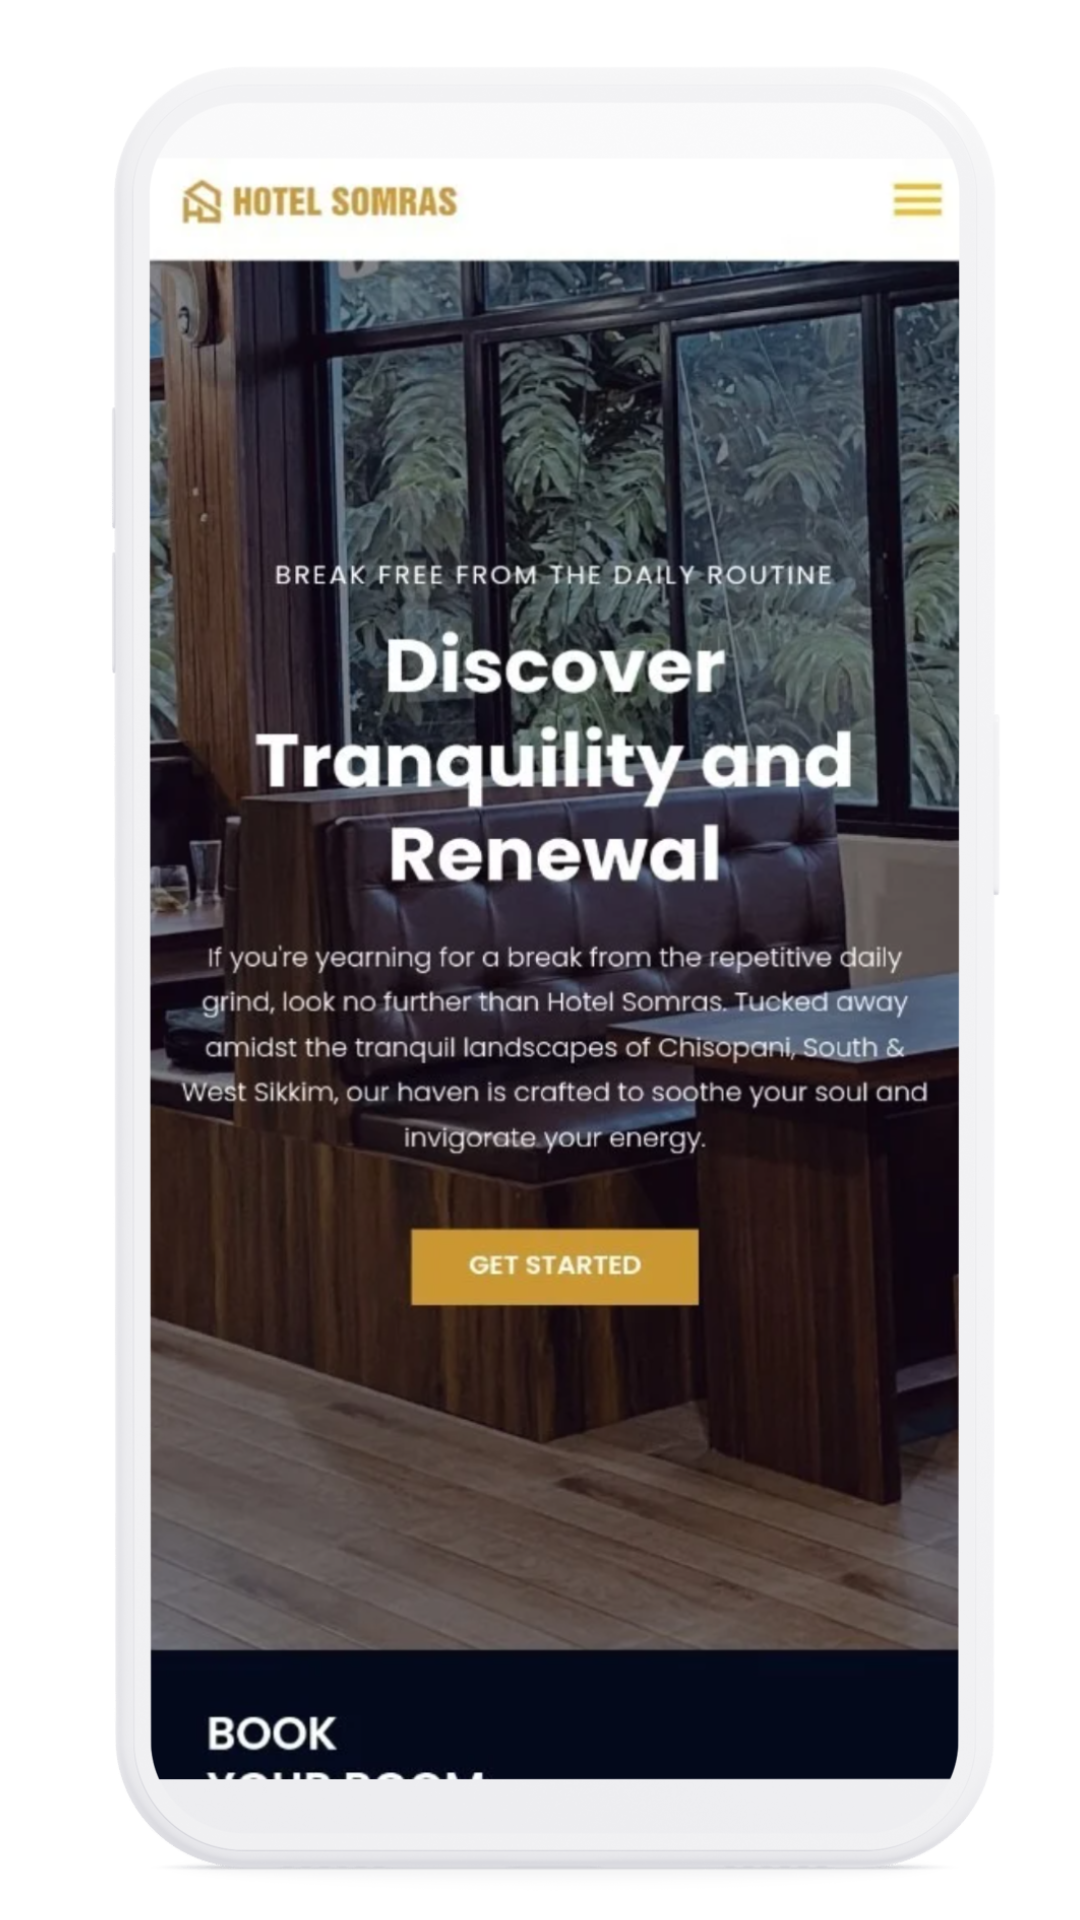 HOTEL SOMRAS
BREAK FREE FROM THE DAILY ROUTINE
Discover
Tranquility and
Renewal
If you're yearning for a break from the repetitive daily
grind, look no further than Hotel Somras. Tucked away
amidst the tranquil landscapes of Chisopani, South &
West Sikkim, our haven is crafted to soothe your soul and
invigorate your energy.
GET STARTED
BOOK
YOUR ROOM